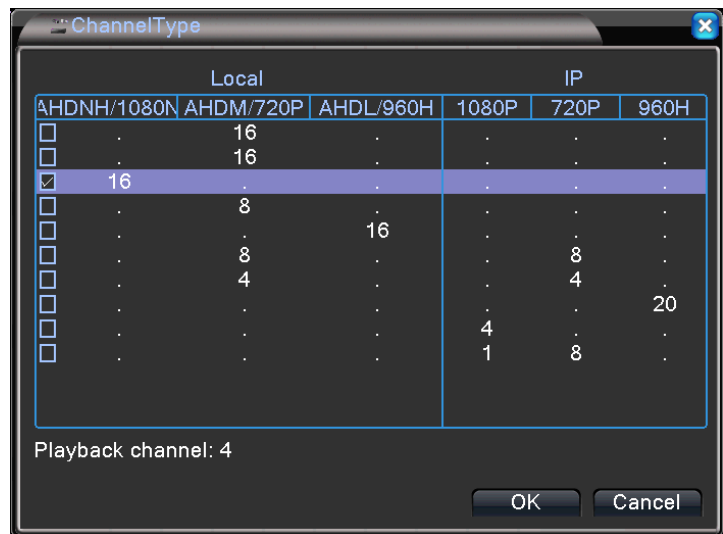 ChannelType
Local IP
AHDNH/1080N AHDM/720P AHDL/960H 1080P 720P 960H
. 16 . . . .
. 16 . . . .
16 . . . . .
. 8 . . . .
. . 16 . . .
. 8 . . 8 .
. 4 . . 4 .
. . . . . 20
. . . 4 . .
. . . 1 8 .
Playback channel: 4
OK Cancel